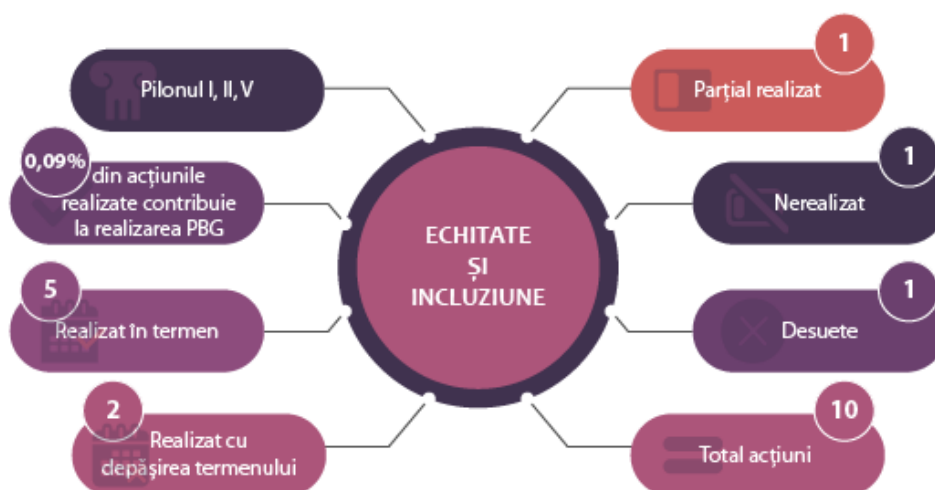 Pilonul I, II, V
0,09%
din acțiunile
realizate contribuie
la realizarea PBG
5
Realizat în termen
2
Realizat cu
depășirea termenului
ECHITATE
ȘI
INCLUZIUNE
1
Parțial realizat
1
Nerealizat
1
Desuete
10
Total acțiuni